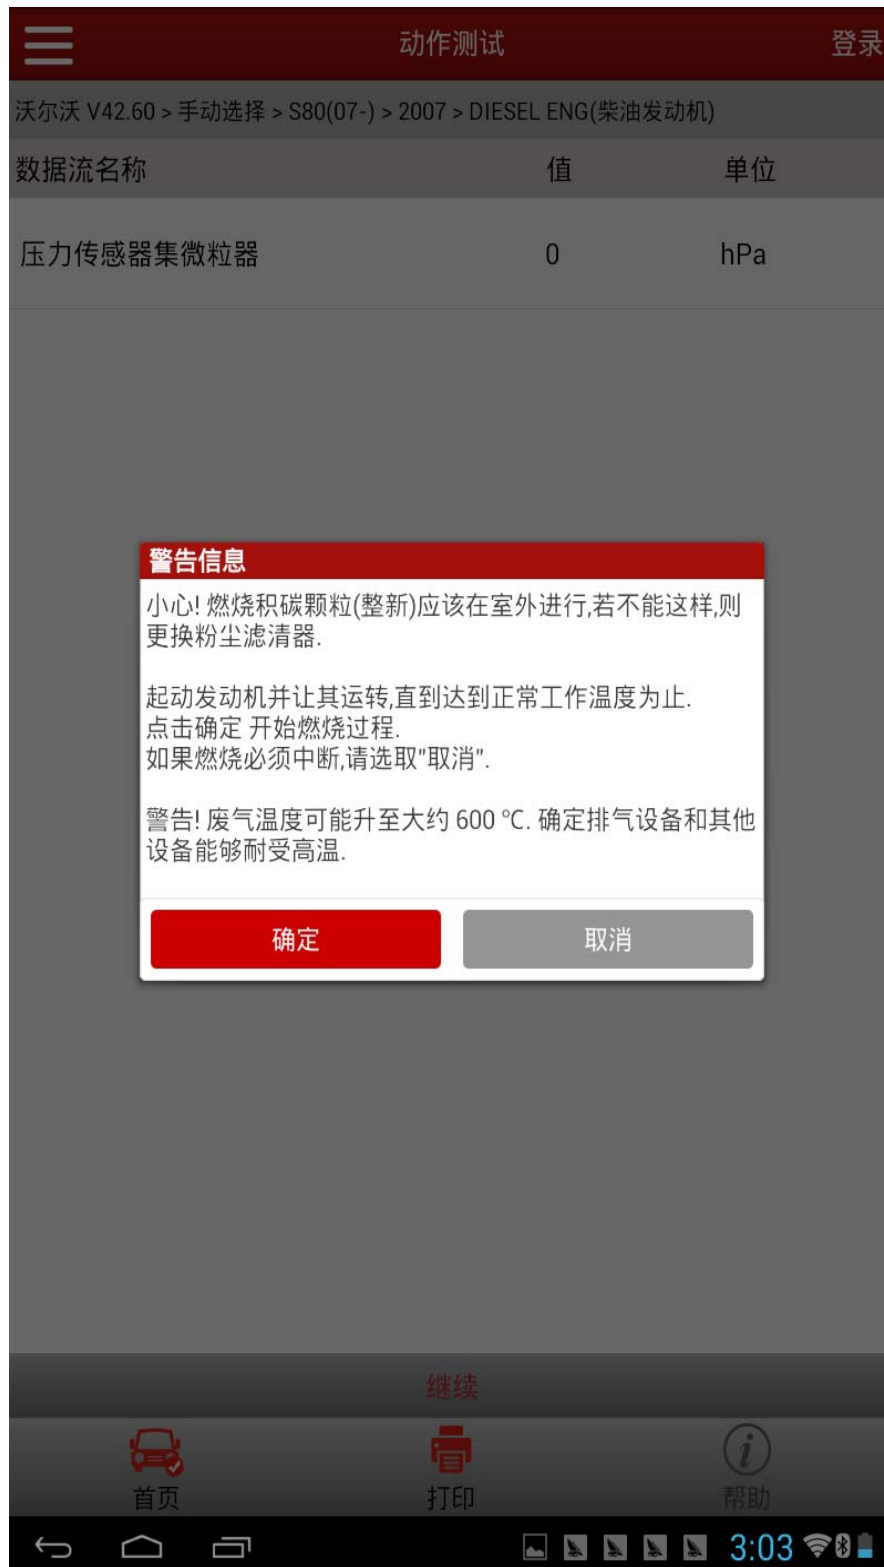 动作测试
登录
沃尔沃 V42.60 > 手动选择 > S80(07-) > 2007 > DIESEL ENG(柴油发动机)
数据流名称 值 单位
压力传感器集微粒器 0 hPa
警告信息
小心! 燃烧积碳颗粒(整新)应该在室外进行,若不能这样,则
更换粉尘滤清器.
起动发动机并让其运转,直到达到正常工作温度为止.
点击确定 开始燃烧过程.
如果燃烧必须中断,请选取"取消".
警告! 废气温度可能升至大约 600 °C. 确定排气设备和其他
设备能够耐受高温.
确定 取消
继续
首页 打印 帮助
3:03